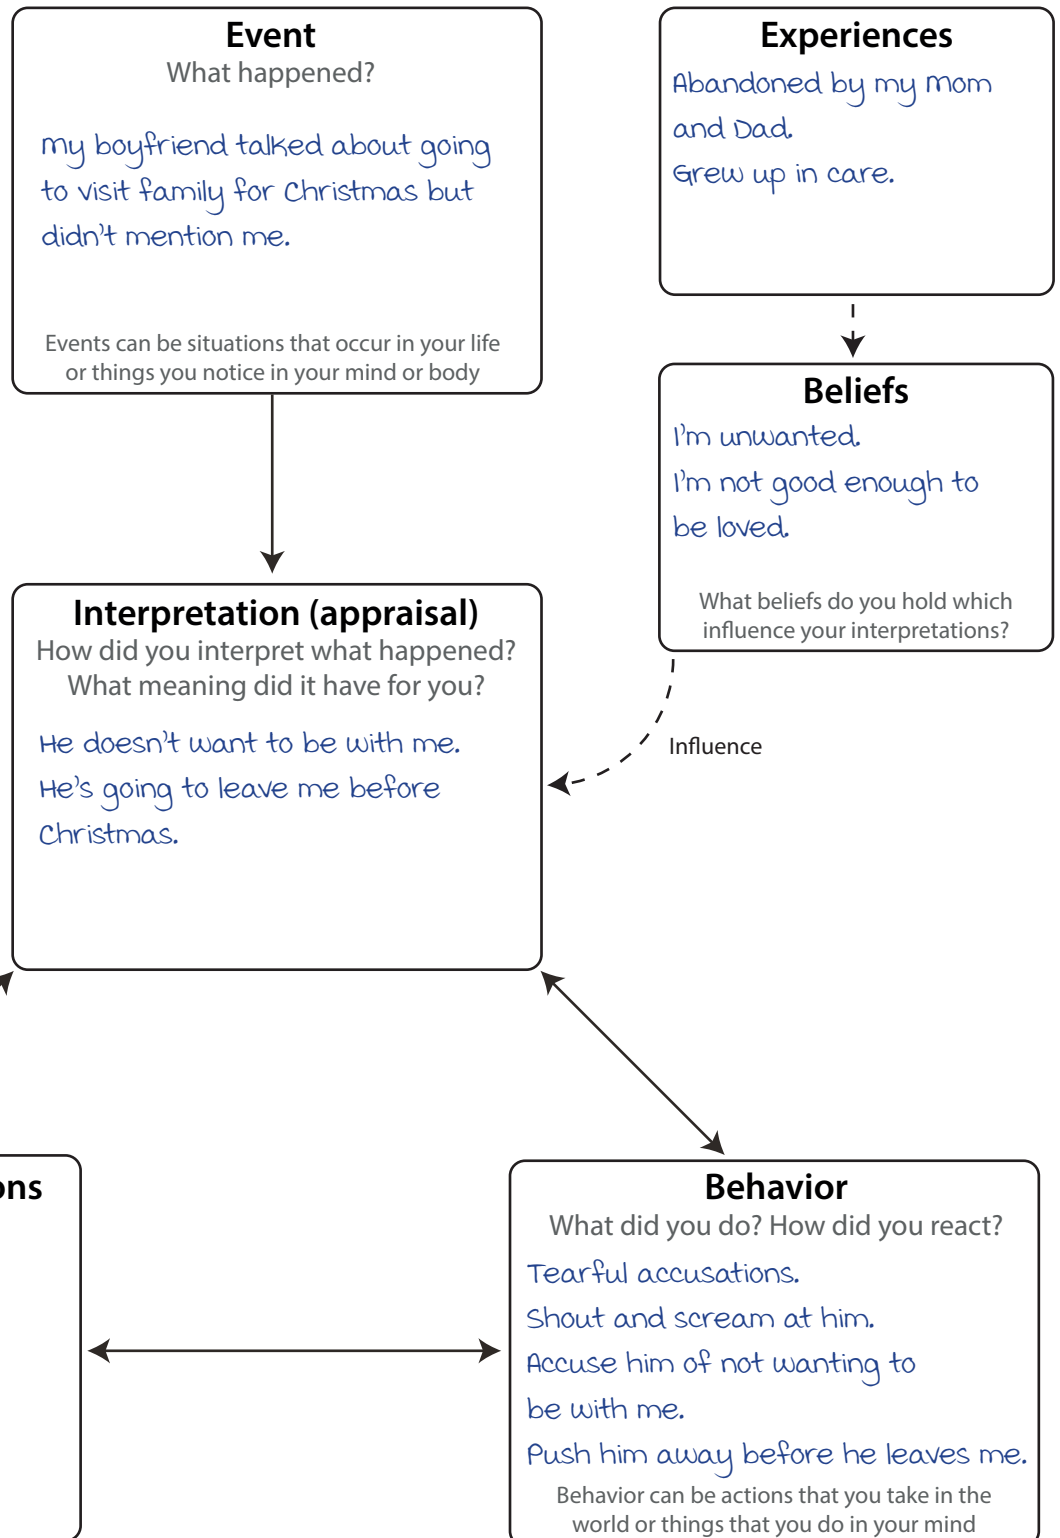 Event
What happened?
My boyfriend talked about going
to visit family for Christmas but
didn't mention me.
Events can be situations that occur in your life
or things you notice in your mind or body
Experiences
Abandoned by my Mom
and Dad.
Grew up in care.
Beliefs
I'm unwanted.
I'm not good enough to
be loved.
What beliefs do you hold which
influence your interpretations?
Influence
Interpretation (appraisal)
How did you interpret what happened?
What meaning did it have for you?
He doesn't want to be with me.
He's going to leave me before
Christmas.
ons
Behavior
What did you do? How did you react?
Tearful accusations.
Shout and scream at him.
Accuse him of not wanting to
be with me.
Push him away before he leaves me.
Behavior can be actions that you take in the
world or things that you do in your mind